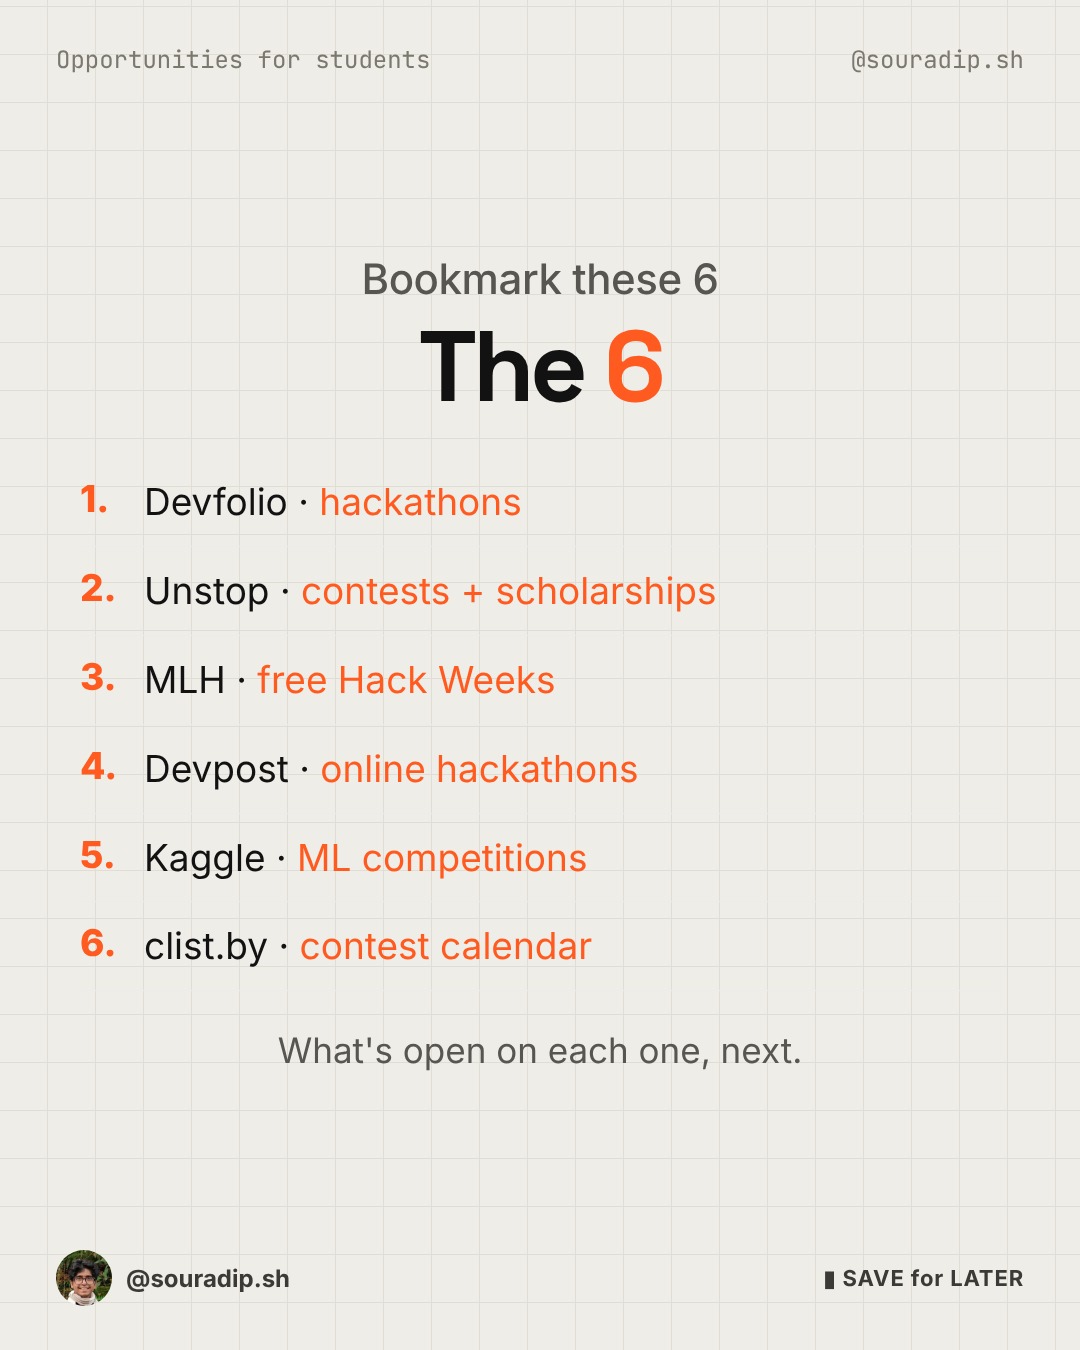 Opportunities for students
@souradip.sh
Bookmark these 6
The 6
1. Devfolio · hackathons
2. Unstop · contests + scholarships
3. MLH · free Hack Weeks
4. Devpost · online hackathons
5. Kaggle · ML competitions
6. clist.by · contest calendar
What's open on each one, next.
@souradip.sh
SAVE for LATER